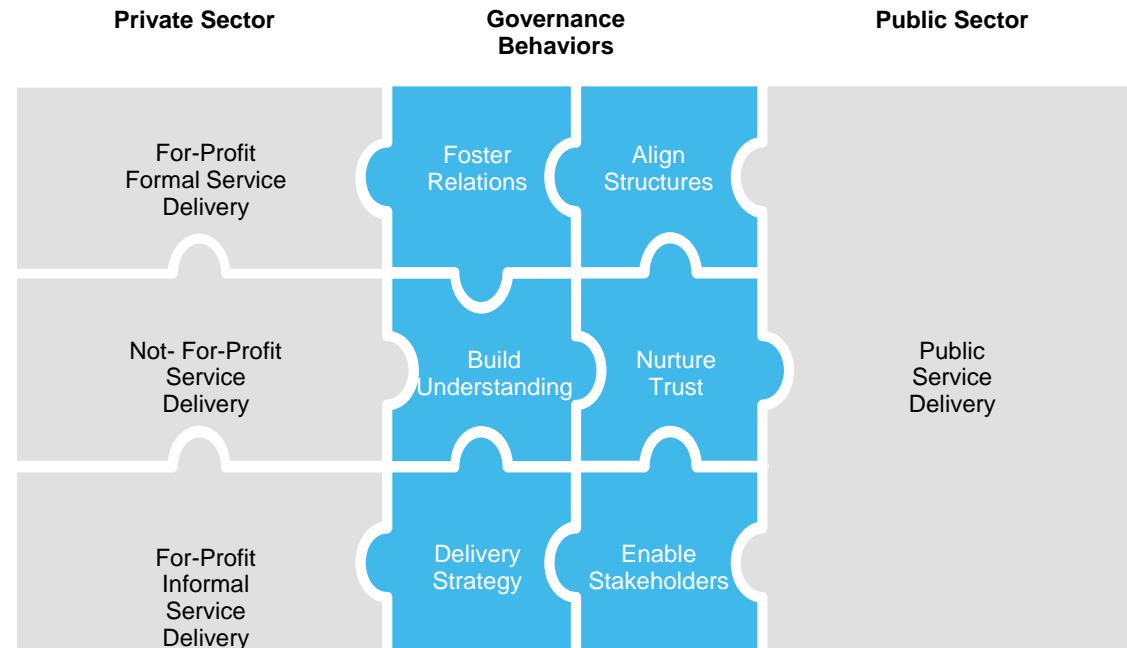 Private Sector
Governance
Behaviors
Public Sector
For-Profit
Formal Service
Delivery
Foster
Relations
Align
Structures
Not- For-Profit
Service
Delivery
Build
Understanding
Nurture
Trust
Public
Service
Delivery
For-Profit
Informal
Service
Delivery
Delivery
Strategy
Enable
Stakeholders